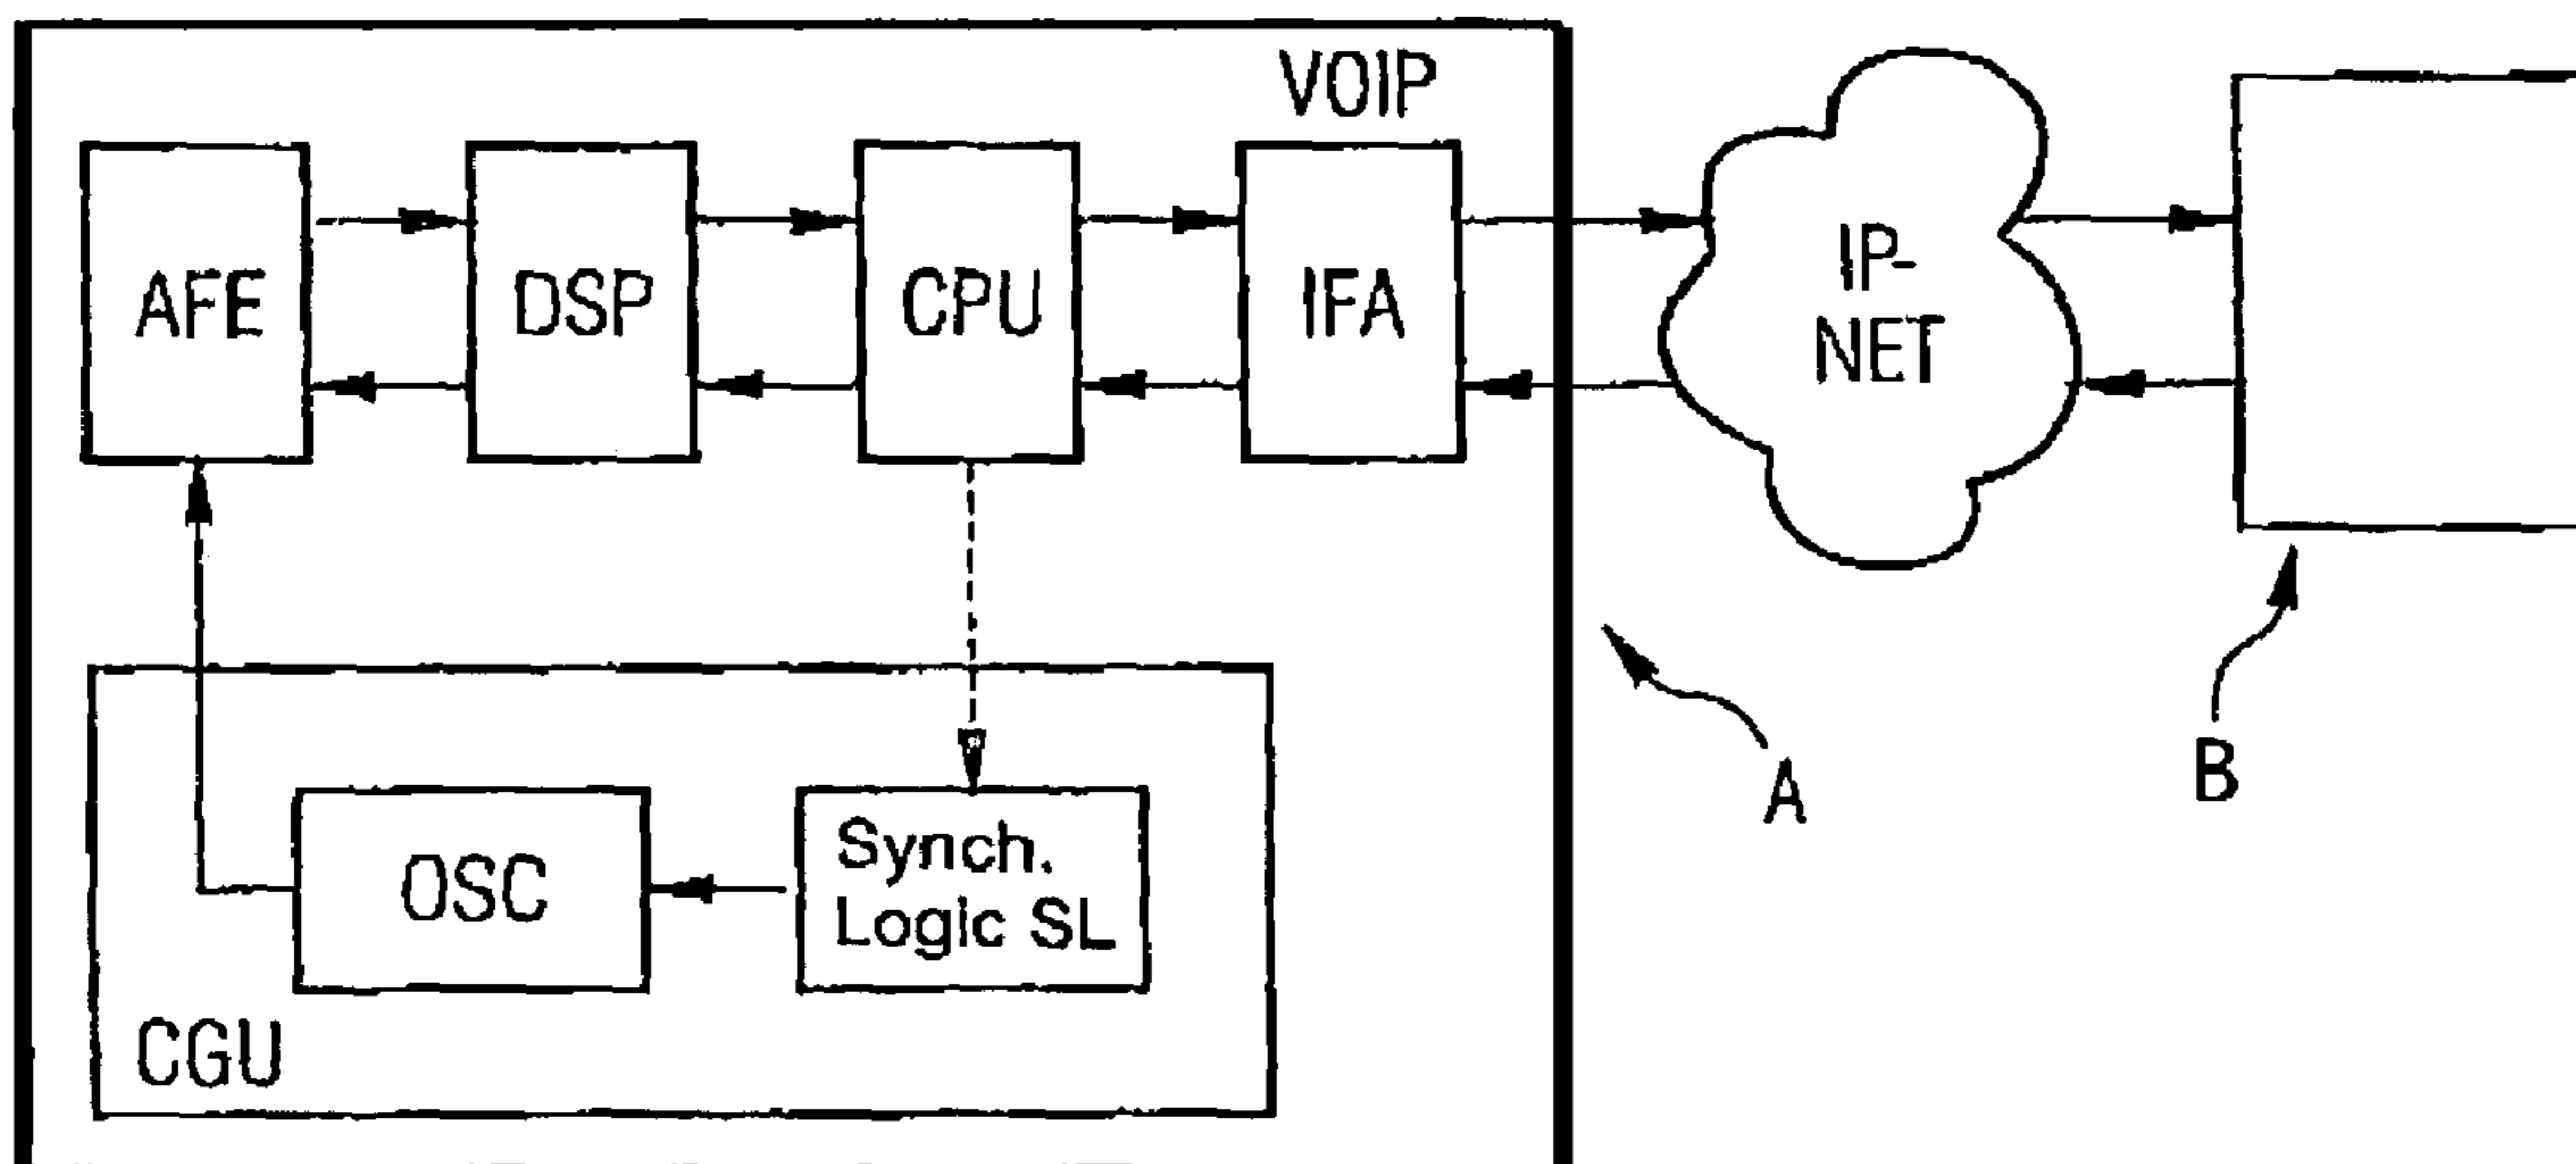 VOIP
AFE
DSP
CPU
IFA
IP-
NET
A
B
OSC
Synch.
Logic SL
CGU